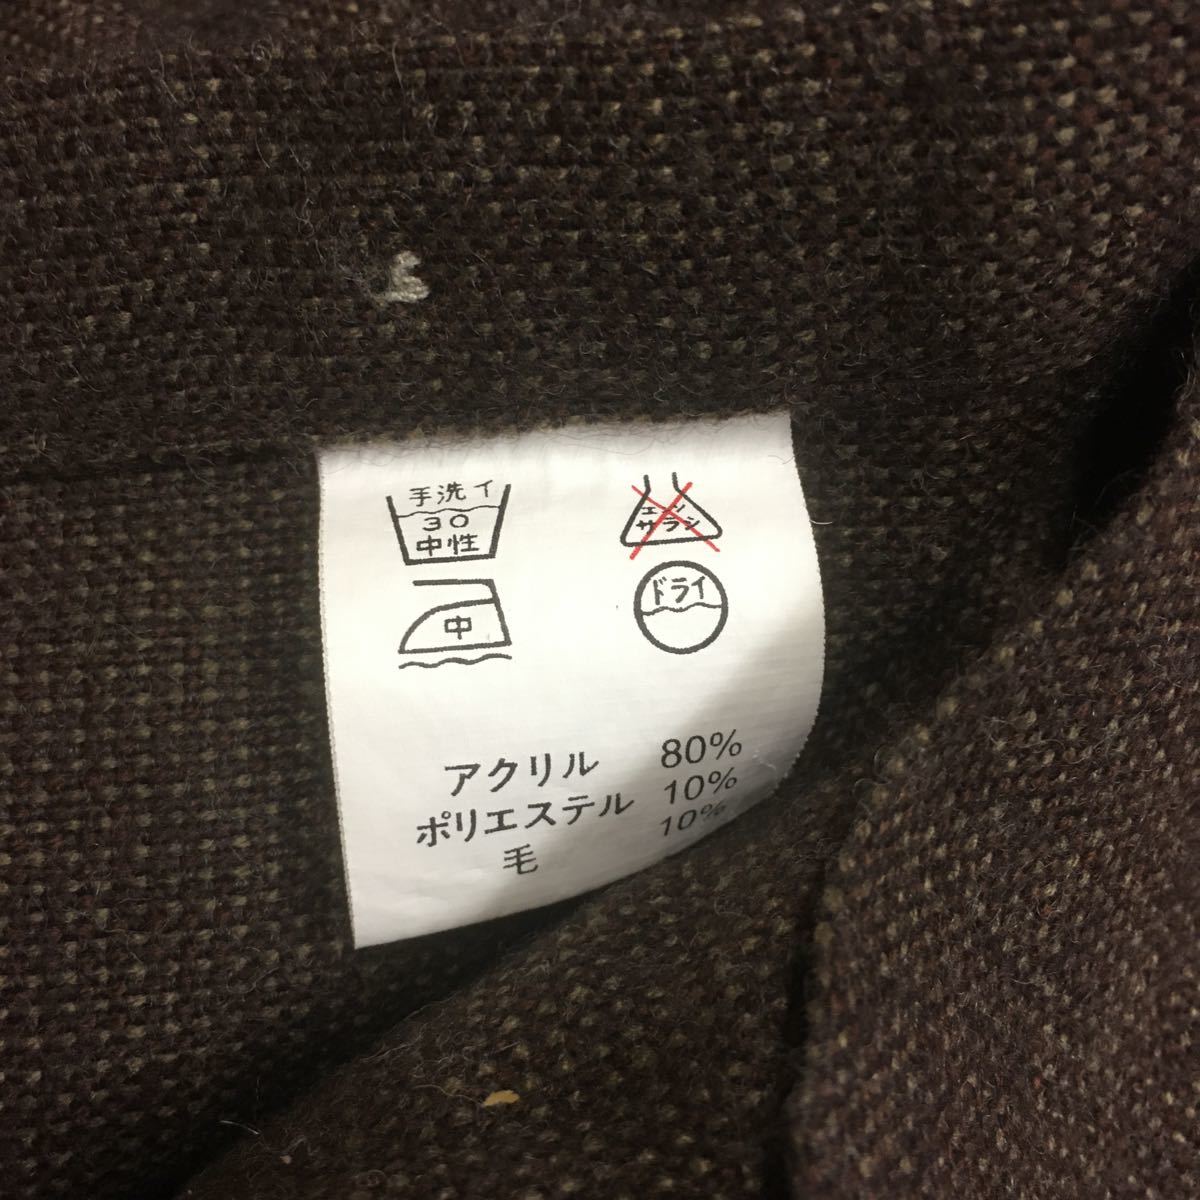 手洗イ
30
中性
エンソ
サラシ
中
ドライ
アクリル 80%
ポリエステル 10%
毛 10%